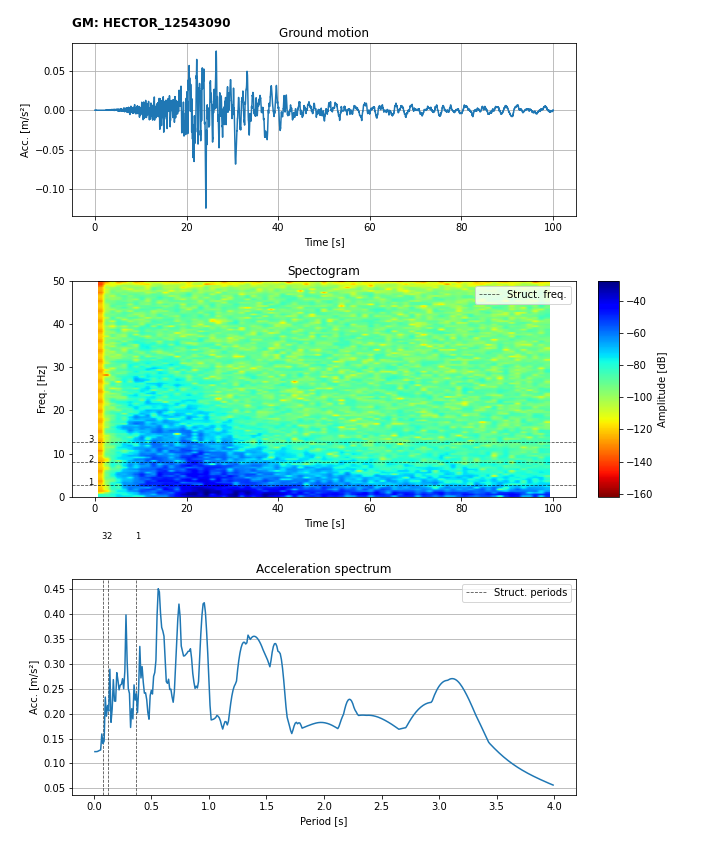 GM: HECTOR_12543090
Ground motion
0.05
0.00
−0.05
−0.10
Acc. [m/s²]
0 20 40 60 80 100
Time [s]
Spectogram
50
40
30
20
10
0
Freq. [Hz]
Struct. freq.
3
2
1
0 20 40 60 80 100
Time [s]
−40
−60
−80
−100
−120
−140
−160
Amplitude [dB]
32 1
Acceleration spectrum
0.45
0.40
0.35
0.30
0.25
0.20
0.15
0.10
0.05
Acc. [m/s²]
Struct. periods
0.0 0.5 1.0 1.5 2.0 2.5 3.0 3.5 4.0
Period [s]